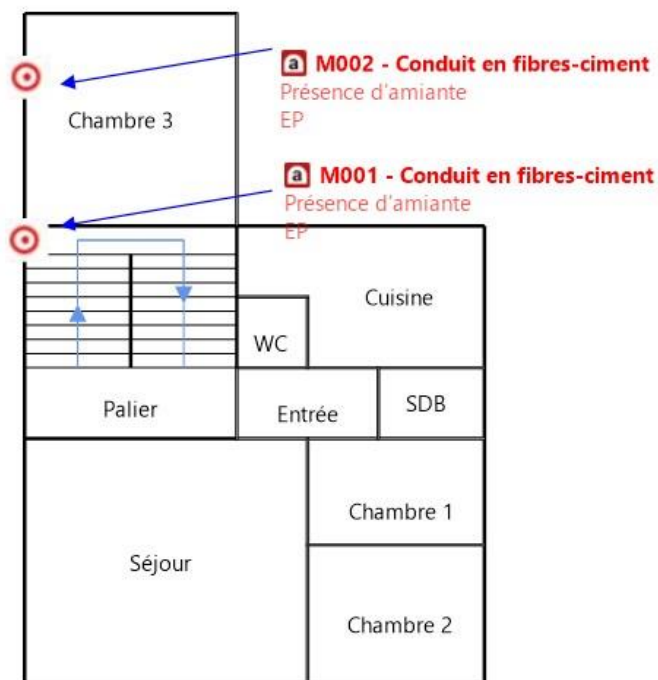 a M002 - Conduit en fibres-ciment
Présence d'amiante
EP
Chambre 3
a M001 - Conduit en fibres-ciment
Présence d'amiante
EP
Cuisine
WC
Palier
Entrée
SDB
Chambre 1
Séjour
Chambre 2